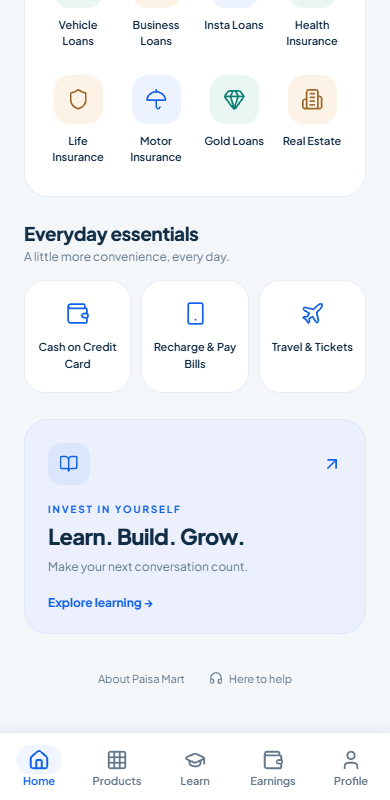 Vehicle Loans
Business Loans
Insta Loans
Health Insurance
Life Insurance
Motor Insurance
Gold Loans
Real Estate
Everyday essentials
A little more convenience, every day.
Cash on Credit Card
Recharge & Pay Bills
Travel & Tickets
INVEST IN YOURSELF
Learn. Build. Grow.
Make your next conversation count.
Explore learning →
About Paisa Mart
Here to help
Home
Products
Learn
Earnings
Profile